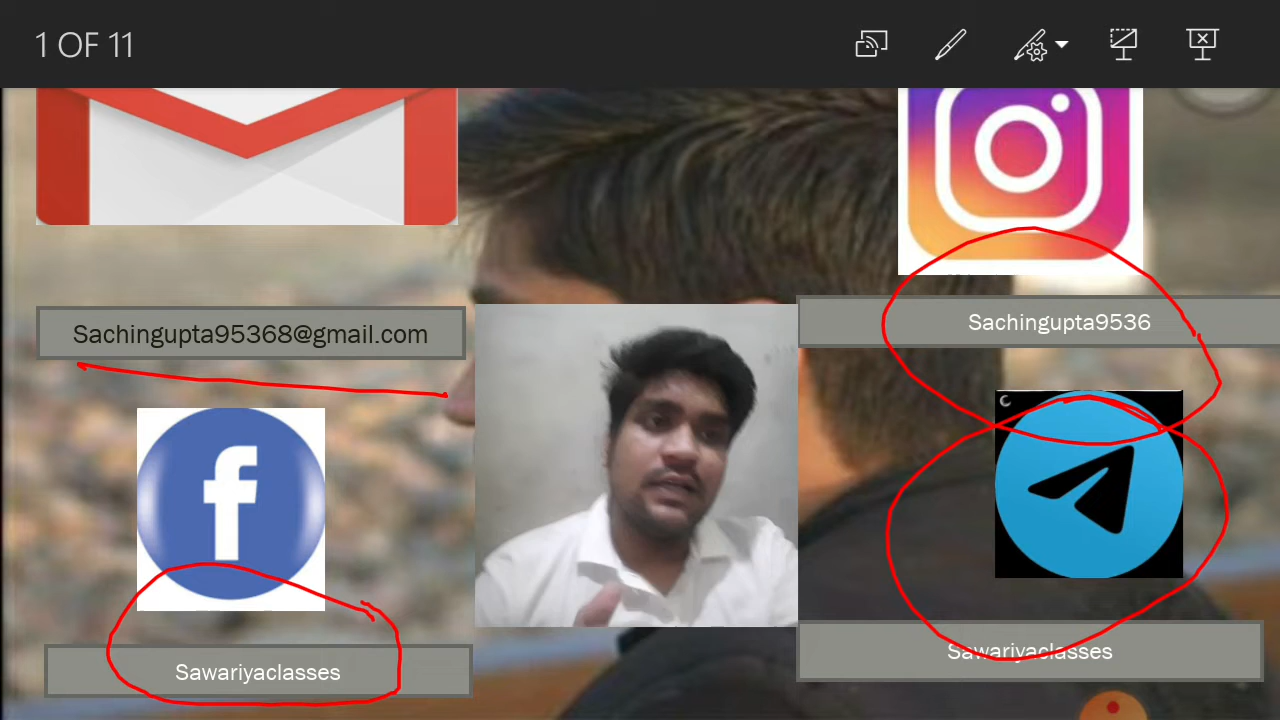 1 OF 11
Sachingupta95368@gmail.com
Sachingupta9536
f
Sawariyaclasses
Sawariyaclasses